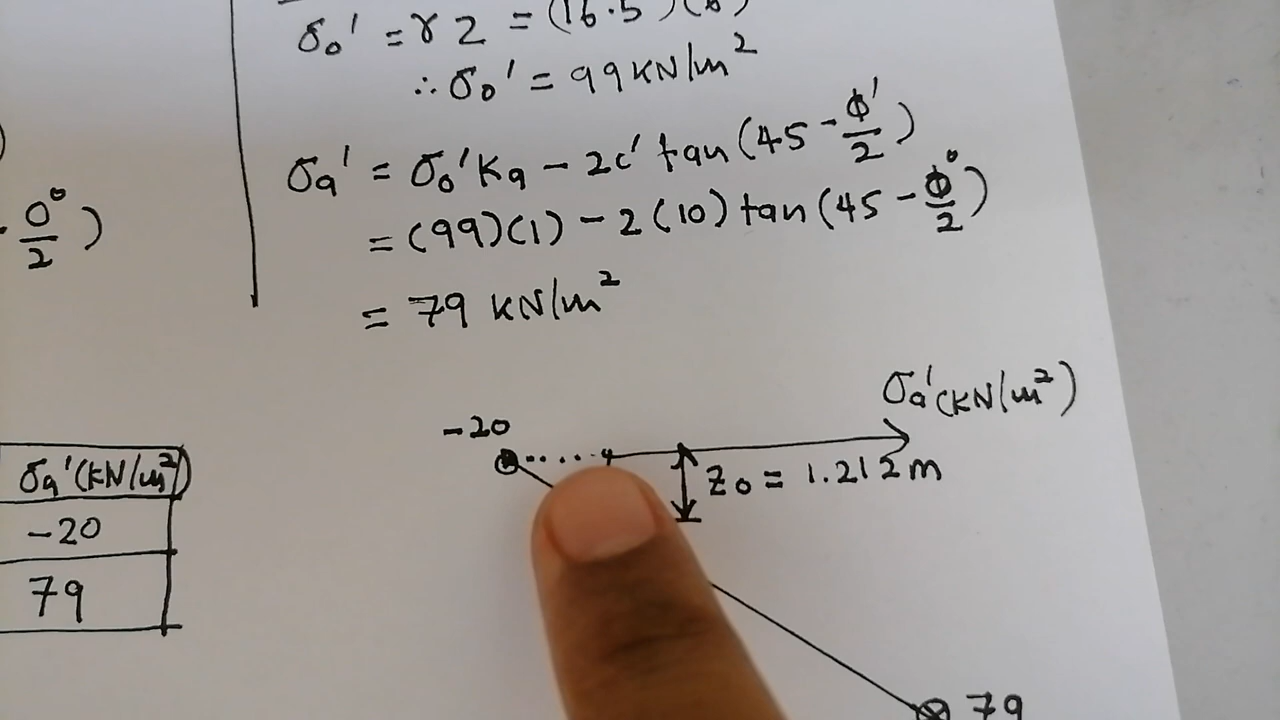 σo' = γz = (16.5)(6)
∴ σo' = 99 kN/m²
σa' = σo'Ka - 2c' tan(45 - ϕ'/2)
= (99)(1) - 2(10) tan(45 - ϕ°/2)
= 79 kN/m²
0°/2)
σa'(kN/m²)
-20
σa'(kN/m²)
-20
79
zo = 1.212m
79